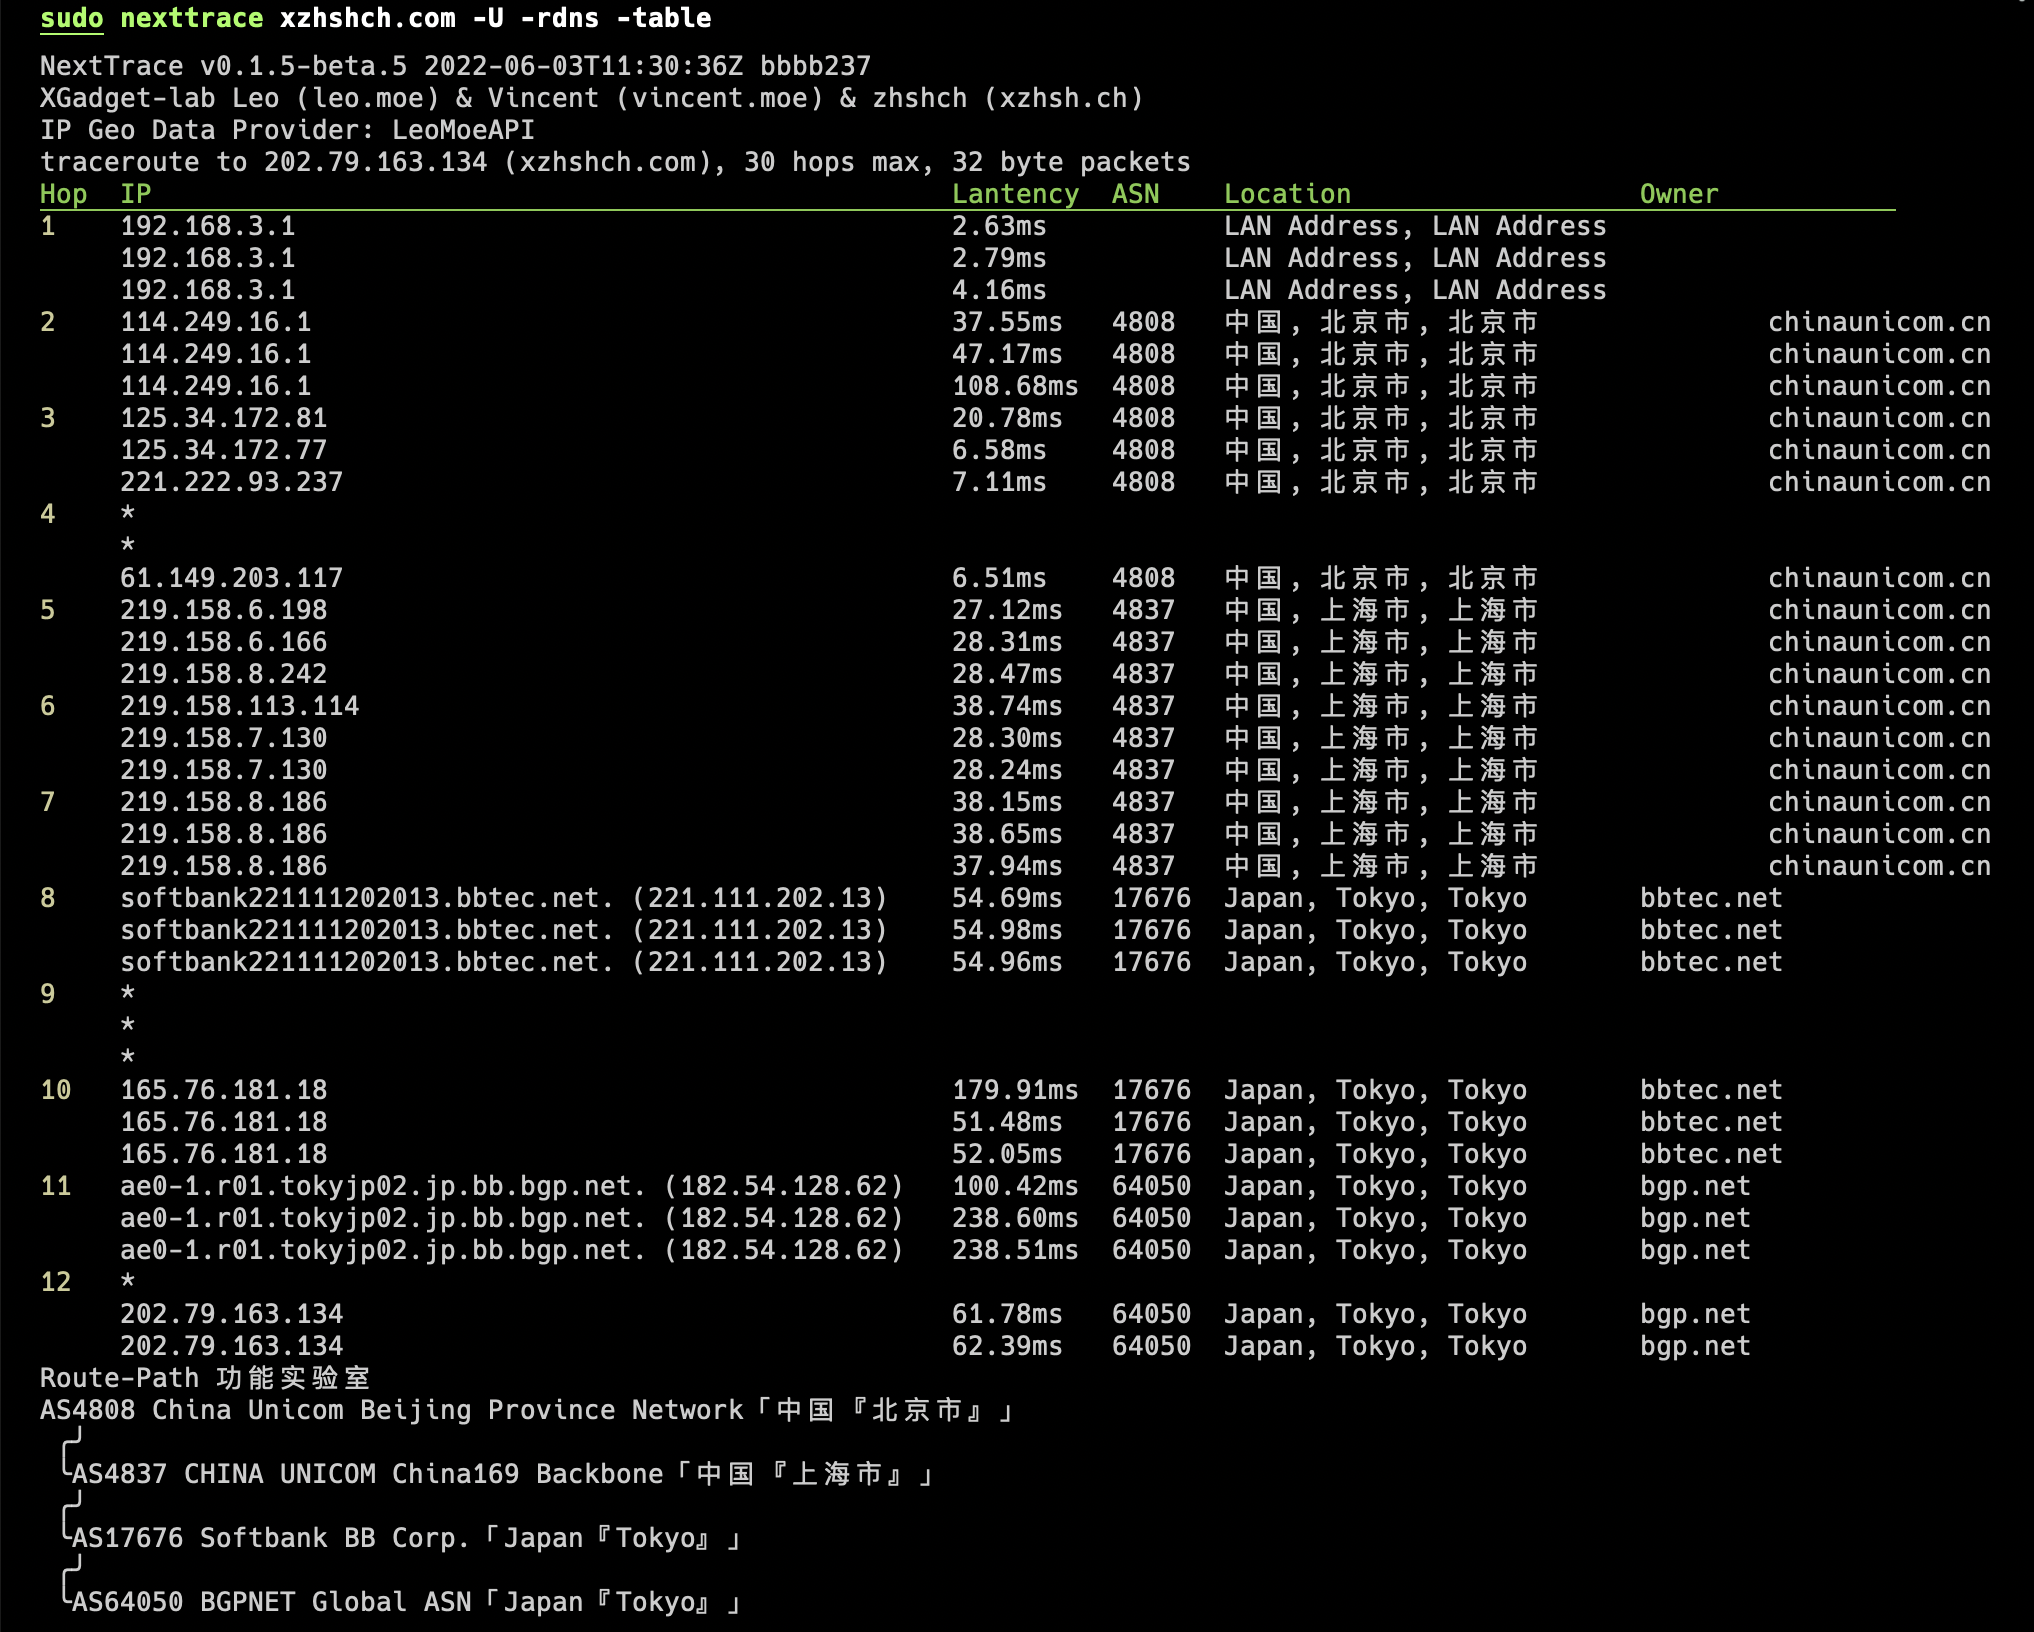 sudo nexttrace xzhshch.com -U -rdns -table
NextTrace v0.1.5-beta.5 2022-06-03T11:30:36Z bbbb237
XGadget-lab Leo (leo.moe) & Vincent (vincent.moe) & zhshch (xzhsh.ch)
IP Geo Data Provider: LeoMoeAPI
traceroute to 202.79.163.134 (xzhshch.com), 30 hops max, 32 byte packets
Hop IP Lantency ASN Location Owner
1 192.168.3.1 2.63ms LAN Address, LAN Address
192.168.3.1 2.79ms LAN Address, LAN Address
192.168.3.1 4.16ms LAN Address, LAN Address
2 114.249.16.1 37.55ms 4808 中国, 北京市, 北京市 chinaunicom.cn
114.249.16.1 47.17ms 4808 中国, 北京市, 北京市 chinaunicom.cn
114.249.16.1 108.68ms 4808 中国, 北京市, 北京市 chinaunicom.cn
3 125.34.172.81 20.78ms 4808 中国, 北京市, 北京市 chinaunicom.cn
125.34.172.77 6.58ms 4808 中国, 北京市, 北京市 chinaunicom.cn
221.222.93.237 7.11ms 4808 中国, 北京市, 北京市 chinaunicom.cn
4 *
*
61.149.203.117 6.51ms 4808 中国, 北京市, 北京市 chinaunicom.cn
5 219.158.6.198 27.12ms 4837 中国, 上海市, 上海市 chinaunicom.cn
219.158.6.166 28.31ms 4837 中国, 上海市, 上海市 chinaunicom.cn
219.158.8.242 28.47ms 4837 中国, 上海市, 上海市 chinaunicom.cn
6 219.158.113.114 38.74ms 4837 中国, 上海市, 上海市 chinaunicom.cn
219.158.7.130 28.30ms 4837 中国, 上海市, 上海市 chinaunicom.cn
219.158.7.130 28.24ms 4837 中国, 上海市, 上海市 chinaunicom.cn
7 219.158.8.186 38.15ms 4837 中国, 上海市, 上海市 chinaunicom.cn
219.158.8.186 38.65ms 4837 中国, 上海市, 上海市 chinaunicom.cn
219.158.8.186 37.94ms 4837 中国, 上海市, 上海市 chinaunicom.cn
8 softbank221111202013.bbtec.net. (221.111.202.13) 54.69ms 17676 Japan, Tokyo, Tokyo bbtec.net
softbank221111202013.bbtec.net. (221.111.202.13) 54.98ms 17676 Japan, Tokyo, Tokyo bbtec.net
softbank221111202013.bbtec.net. (221.111.202.13) 54.96ms 17676 Japan, Tokyo, Tokyo bbtec.net
9 *
*
*
10 165.76.181.18 179.91ms 17676 Japan, Tokyo, Tokyo bbtec.net
165.76.181.18 51.48ms 17676 Japan, Tokyo, Tokyo bbtec.net
165.76.181.18 52.05ms 17676 Japan, Tokyo, Tokyo bbtec.net
11 ae0-1.r01.tokyjp02.jp.bb.bgp.net. (182.54.128.62) 100.42ms 64050 Japan, Tokyo, Tokyo bgp.net
ae0-1.r01.tokyjp02.jp.bb.bgp.net. (182.54.128.62) 238.60ms 64050 Japan, Tokyo, Tokyo bgp.net
ae0-1.r01.tokyjp02.jp.bb.bgp.net. (182.54.128.62) 238.51ms 64050 Japan, Tokyo, Tokyo bgp.net
12 *
202.79.163.134 61.78ms 64050 Japan, Tokyo, Tokyo bgp.net
202.79.163.134 62.39ms 64050 Japan, Tokyo, Tokyo bgp.net
Route-Path 功能实验室
AS4808 China Unicom Beijing Province Network「中国『北京市』」
╭╯
╰AS4837 CHINA UNICOM China169 Backbone「中国『上海市』」
╭╯
╰AS17676 Softbank BB Corp.「Japan『Tokyo』」
╭╯
╰AS64050 BGPNET Global ASN「Japan『Tokyo』」